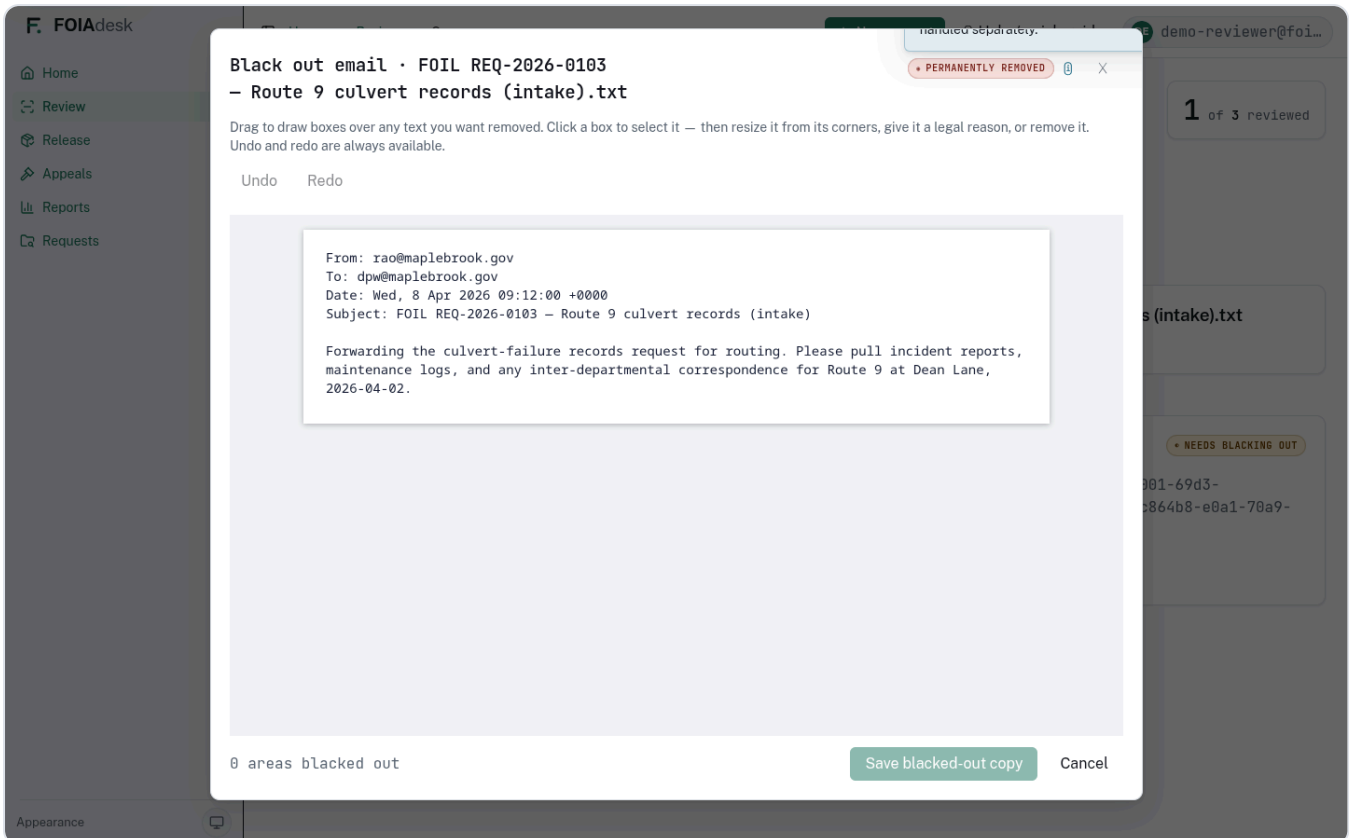 FOIAdesk
demo-reviewer@foi…
Home
Review
Release
Appeals
Reports
Requests
Appearance
1 of 3 reviewed
s (intake).txt
NEEDS BLACKING OUT
001-69d3-
c864b8-e0a1-70a9-
handled separately.
Black out email · FOIL REQ-2026-0103
— Route 9 culvert records (intake).txt
PERMANENTLY REMOVED
X
Drag to draw boxes over any text you want removed. Click a box to select it — then resize it from its corners, give it a legal reason, or remove it.
Undo and redo are always available.
Undo Redo
From: rao@maplebrook.gov
To: dpw@maplebrook.gov
Date: Wed, 8 Apr 2026 09:12:00 +0000
Subject: FOIL REQ-2026-0103 — Route 9 culvert records (intake)
Forwarding the culvert-failure records request for routing. Please pull incident reports,
maintenance logs, and any inter-departmental correspondence for Route 9 at Dean Lane,
2026-04-02.
0 areas blacked out
Save blacked-out copy Cancel